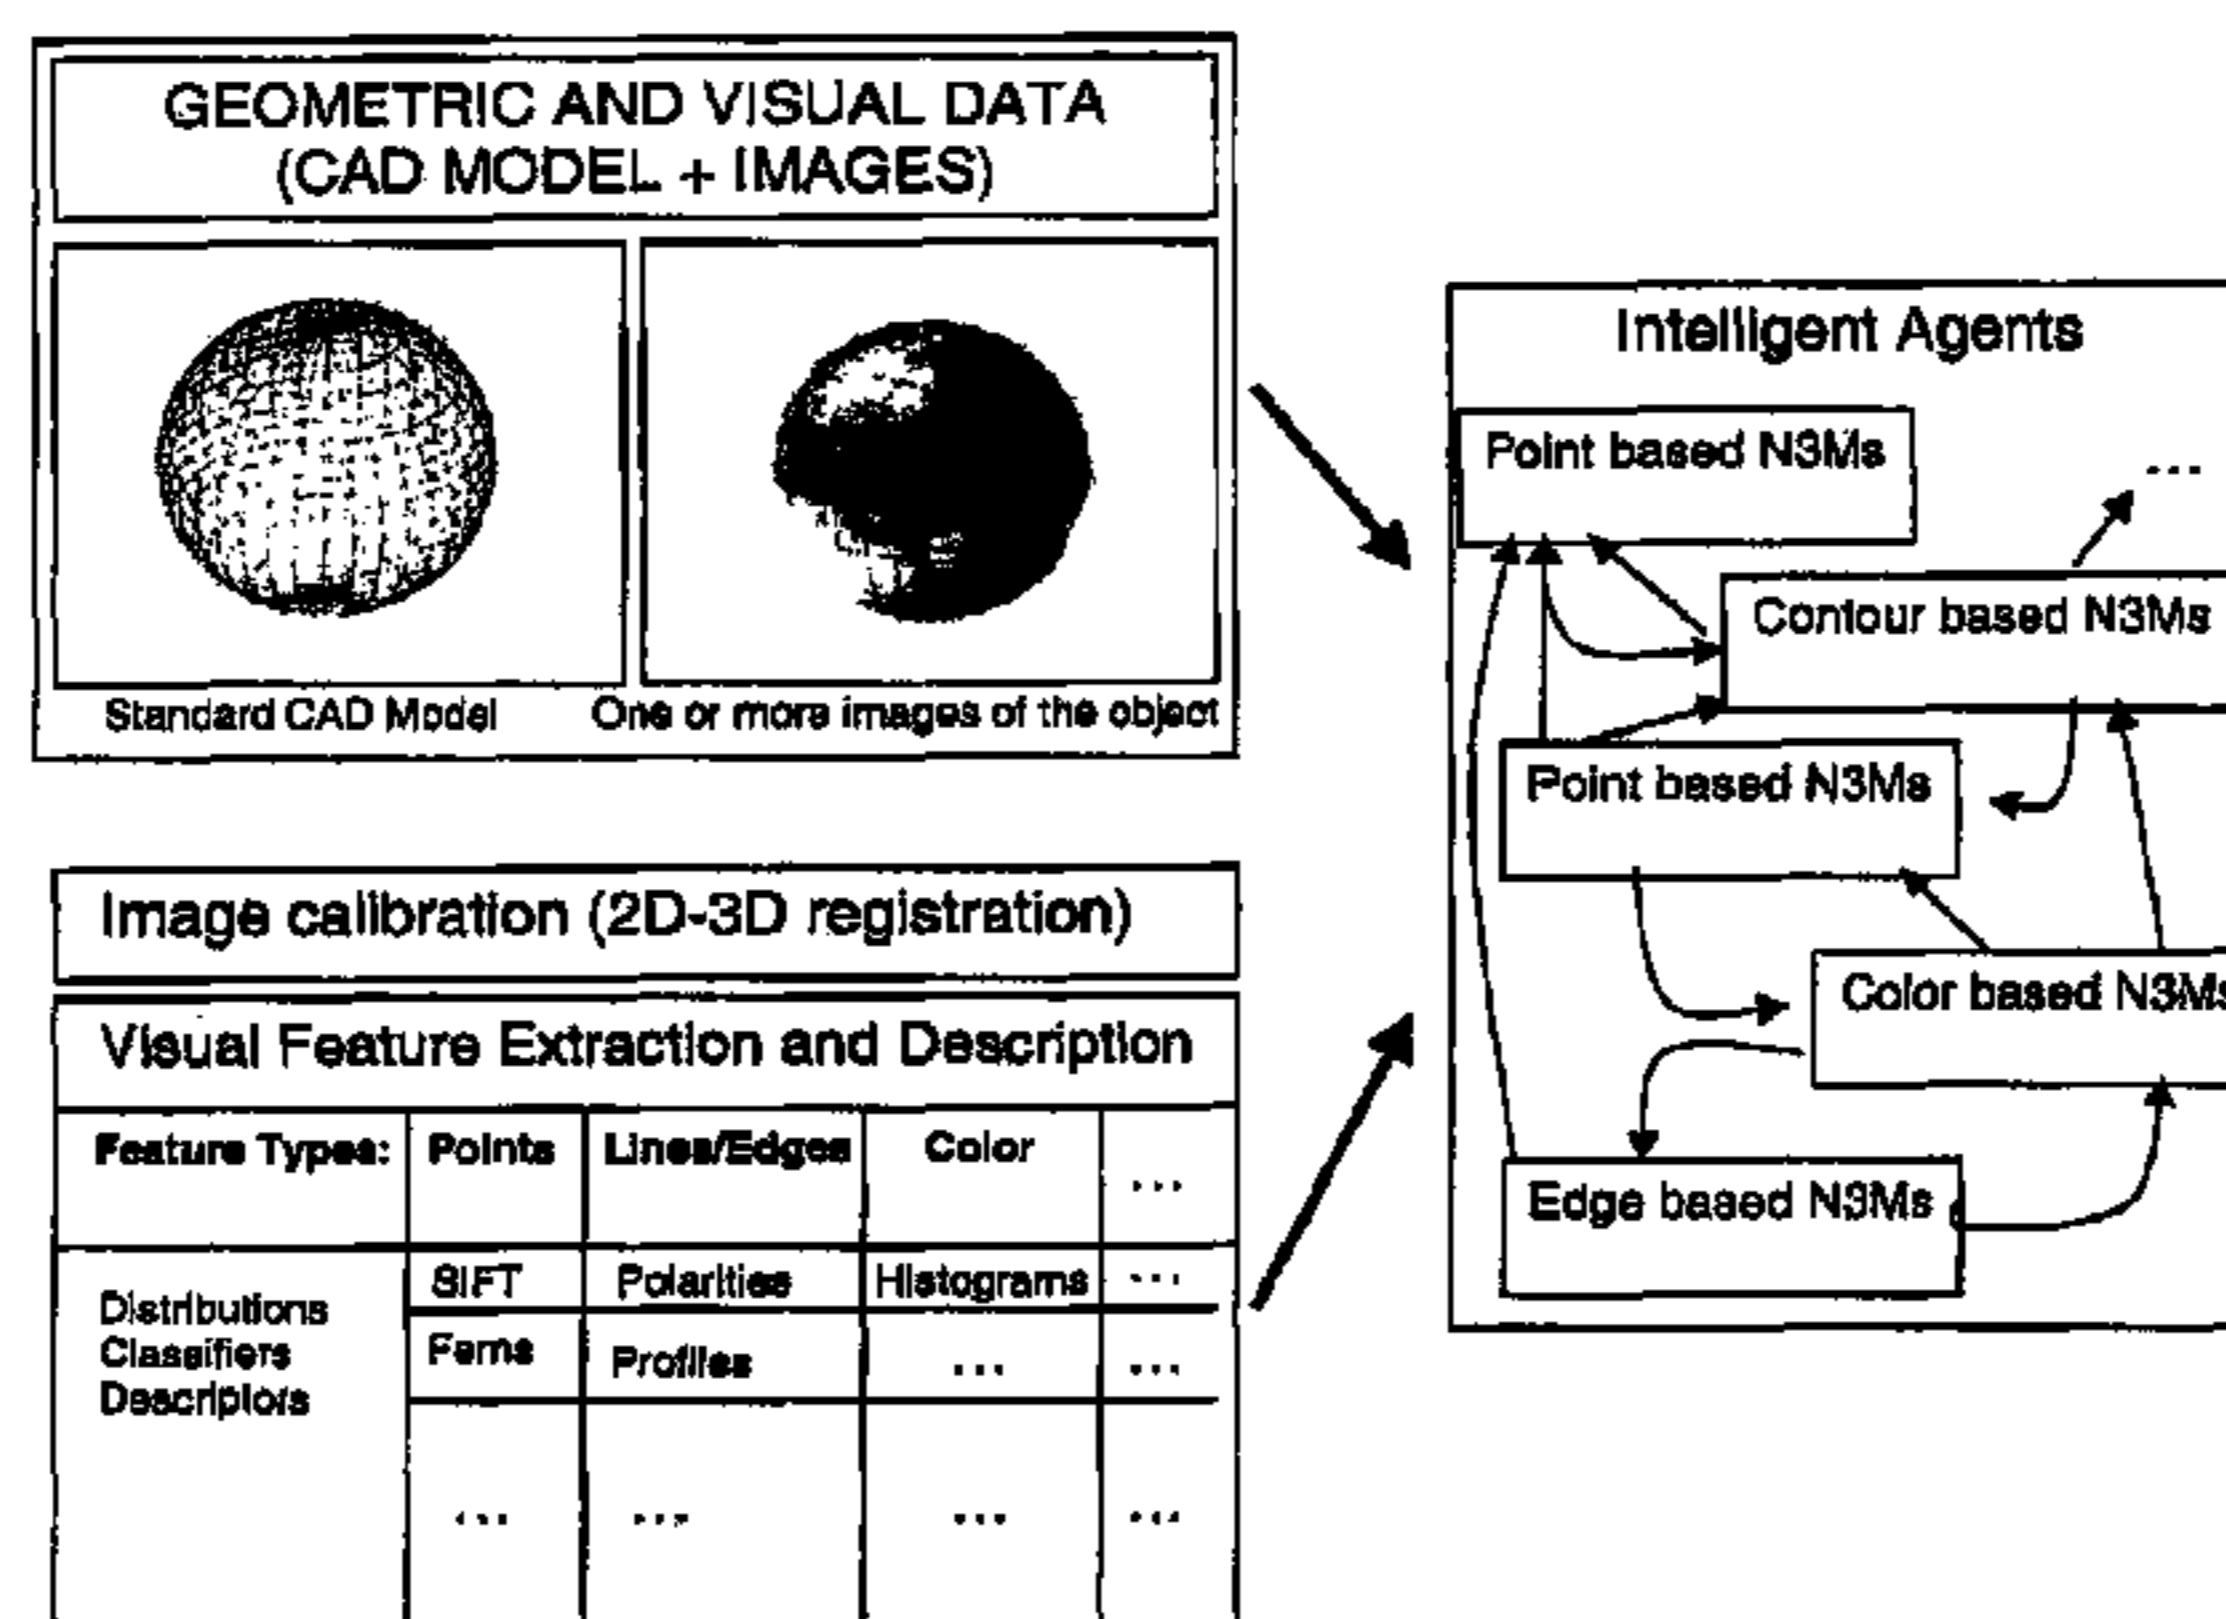 GEOMETRIC AND VISUAL DATA
(CAD MODEL + IMAGES)
Standard CAD Model
One or more images of the object
Image calibration (2D-3D registration)
Visual Feature Extraction and Description
Feature Types:
Points
Lines/Edges
Color
...
Distributions
Classifiers
Descriptors
SIFT
Polarities
Histograms
...
Ferns
Profiles
...
...
...
...
...
...
Intelligent Agents
Point based N3Ms
...
Contour based N3Ms
Point based N3Ms
Color based N3Ms
Edge based N3Ms